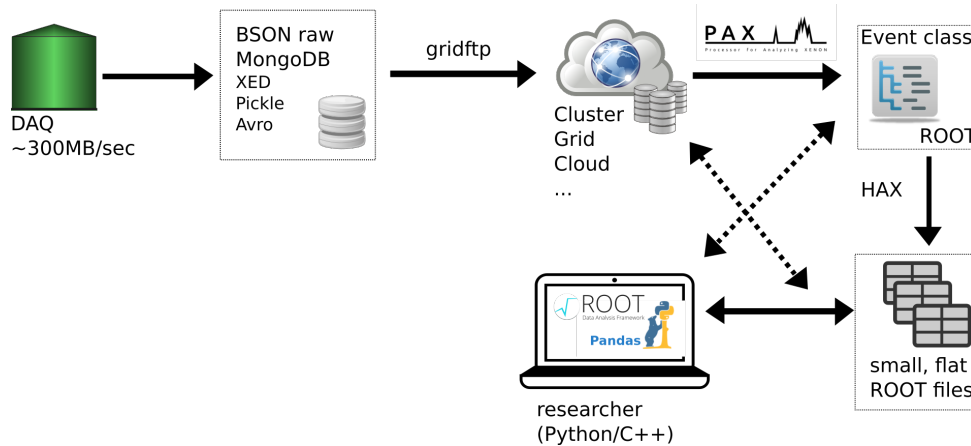 DAQ
~300MB/sec
BSON raw
MongoDB
XED
Pickle
Avro
gridftp
Cluster
Grid
Cloud
...
PAX
Processor for Analyzing XENON
Event class
ROOT
HAX
small, flat
ROOT files
ROOT
Data Analysis Framework
Pandas
researcher
(Python/C++)